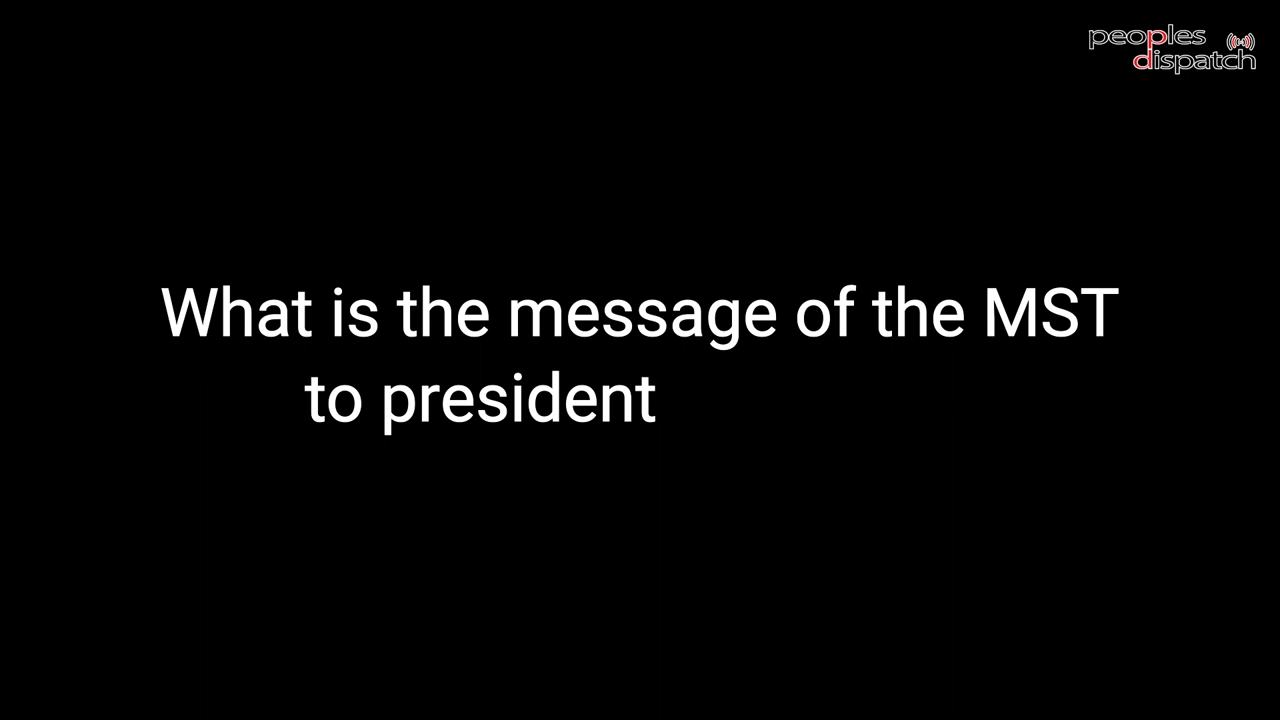 peoples
dispatch
What is the message of the MST
to president